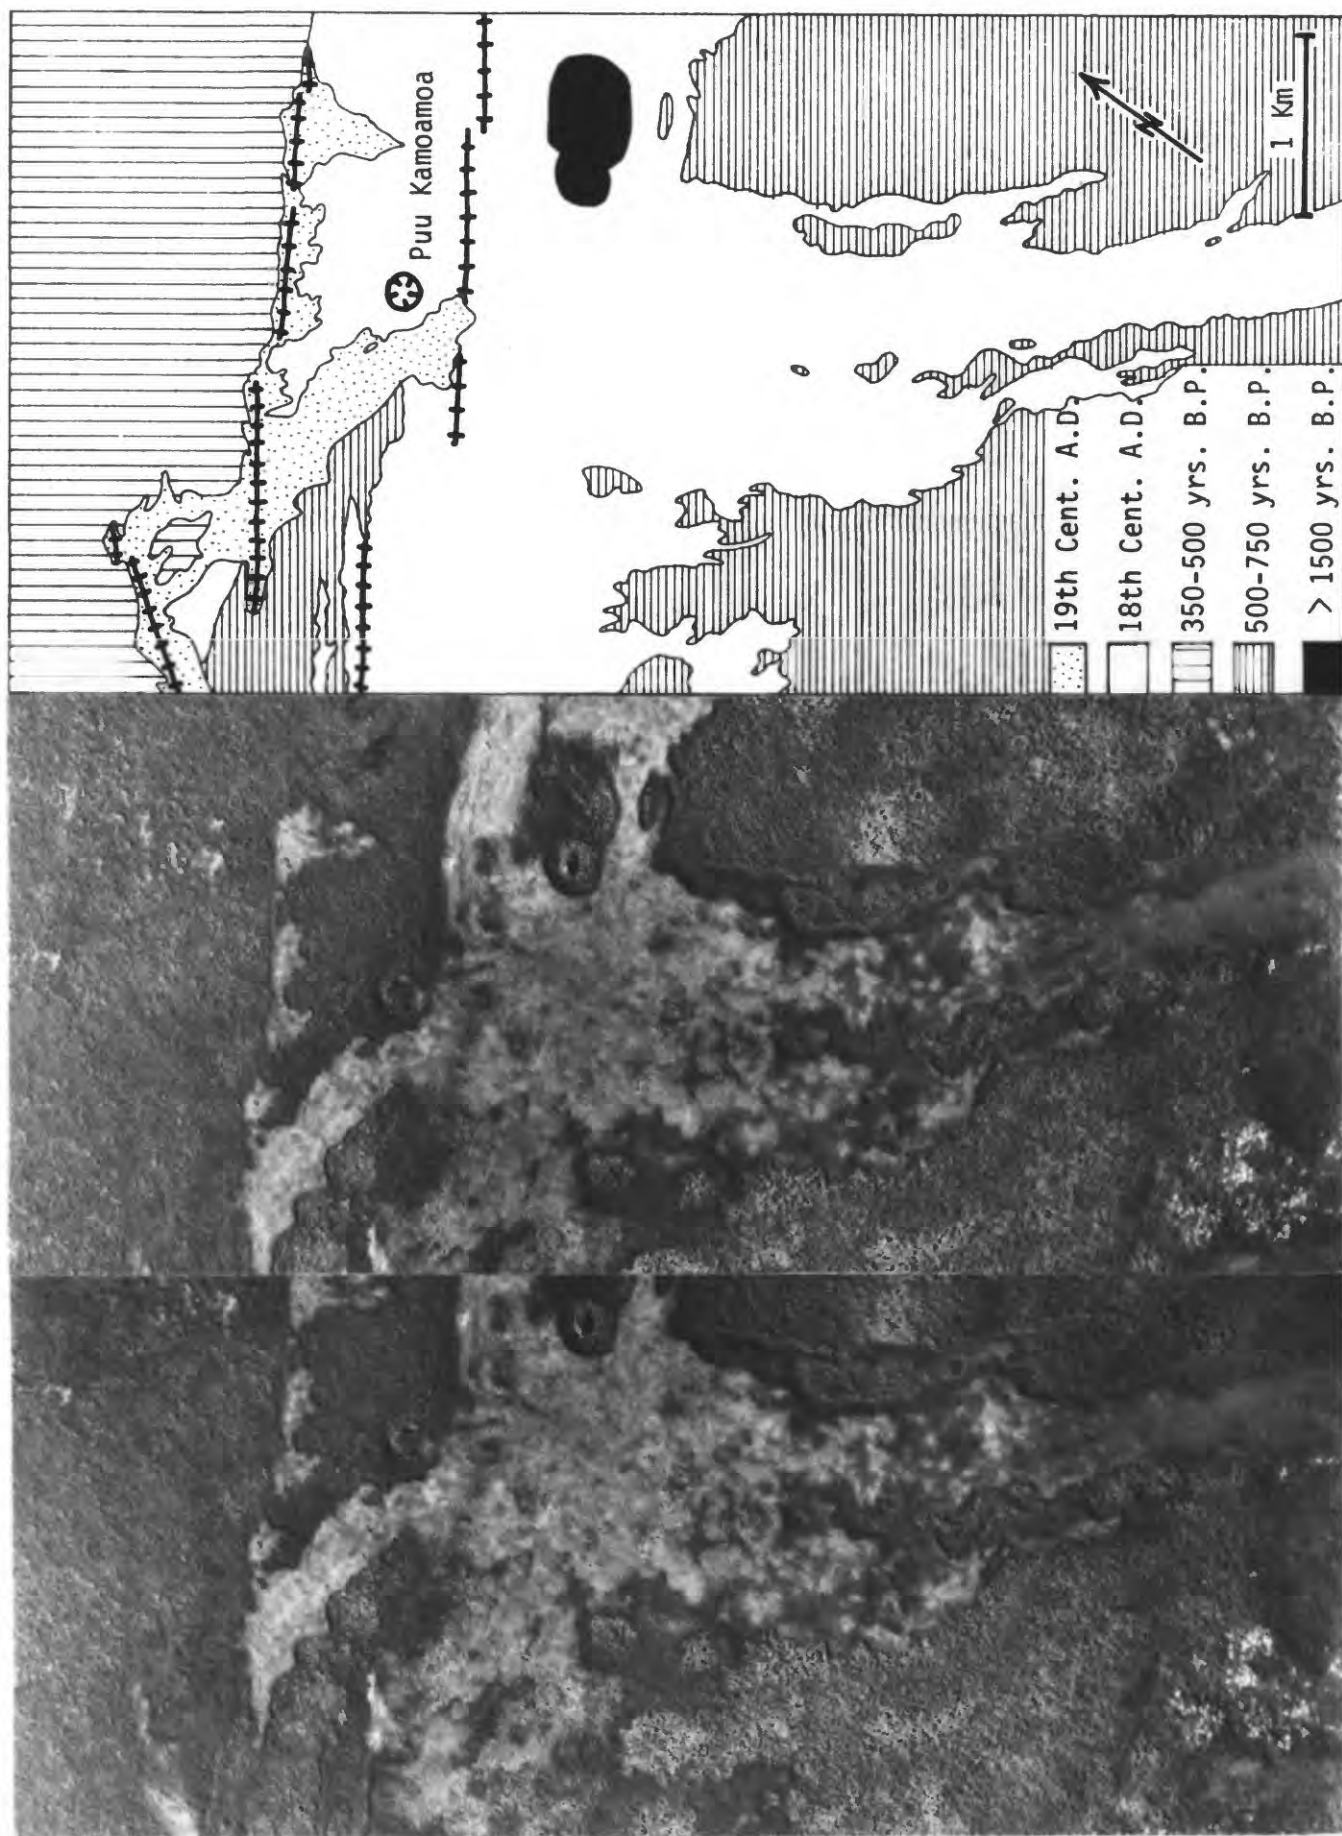 Puu Kamoamoa
1 Km
19th Cent. A.D.
18th Cent. A.D.
350-500 yrs. B.P.
500-750 yrs. B.P.
> 1500 yrs. B.P.